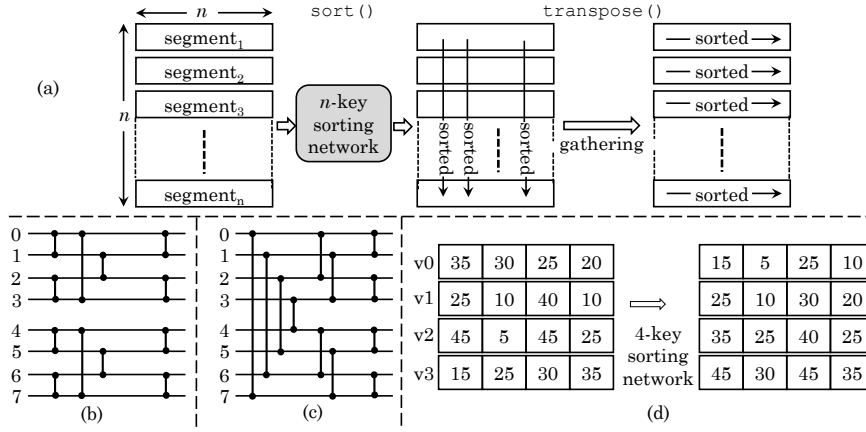 n sort() transpose()
segment1 sorted
segment2 sorted
(a) n segment3 n-key sorting network sorted
sorted sorted sorted gathering
segmentn sorted
0 0
1 1 v0 35 30 25 20 15 5 25 10
2 2 v1 25 10 40 10 25 10 30 20
3 3
4 4 v2 45 5 45 25 4-key sorting network 35 25 40 25
5 5
6 6 v3 15 25 30 35 45 30 45 35
7 7
(b) (c) (d)